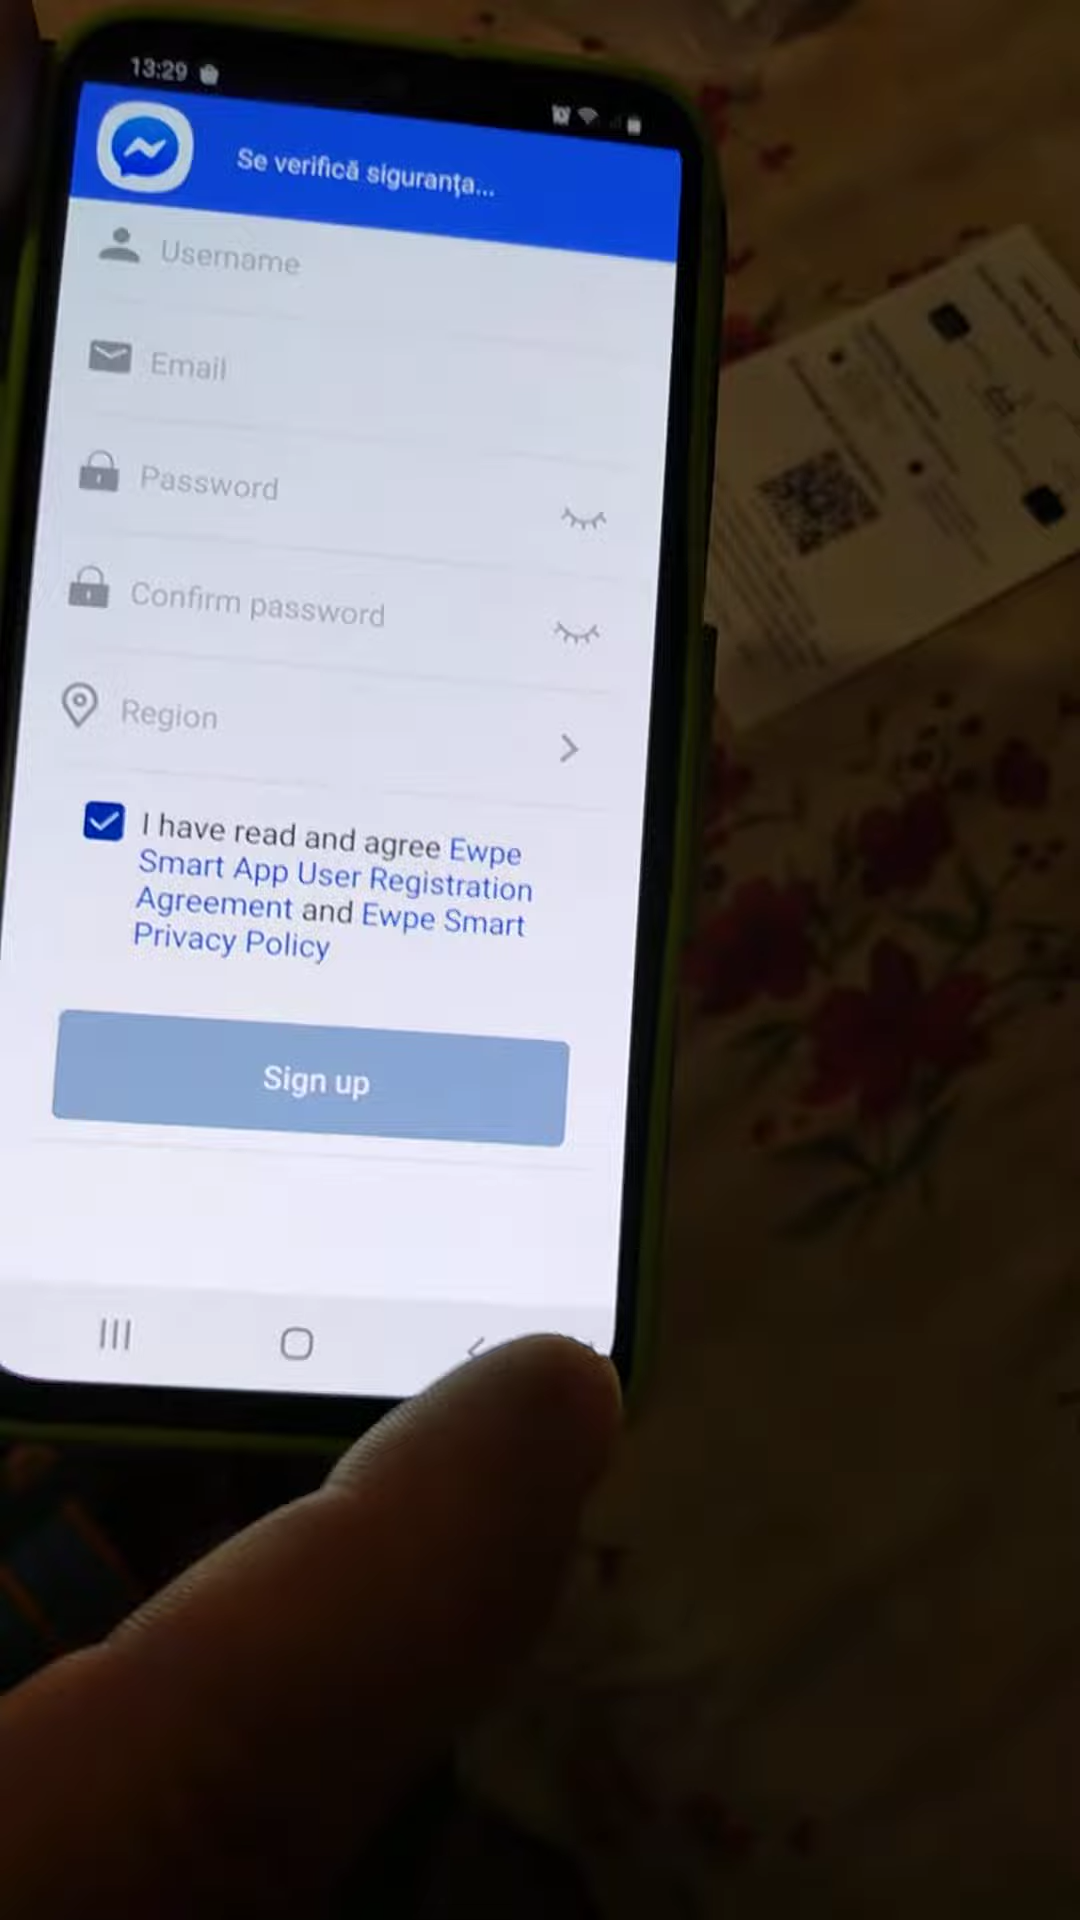 13:29
Se verifică siguranța...
Username
Email
Password
Confirm password
Region
I have read and agree Ewpe
Smart App User Registration
Agreement and Ewpe Smart
Privacy Policy
Sign up